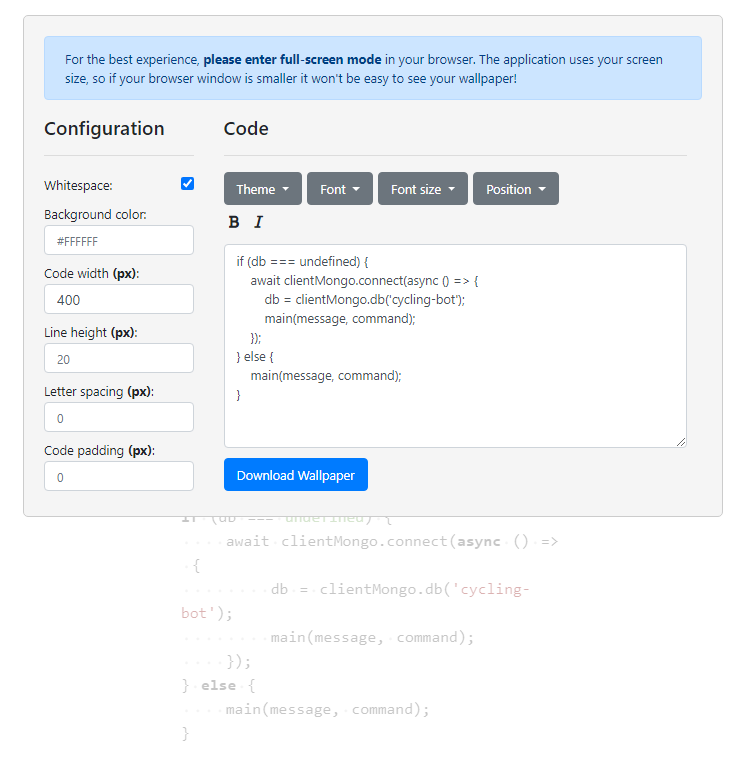 For the best experience, please enter full-screen mode in your browser. The application uses your screen
size, so if your browser window is smaller it won't be easy to see your wallpaper!
Configuration
Code
Whitespace:
Theme
Font
Font size
Position
Background color:
B I
#FFFFFF
Code width (px):
400
Line height (px):
20
Letter spacing (px):
0
Code padding (px):
0
if (db === undefined) {
    await clientMongo.connect(async () => {
        db = clientMongo.db('cycling-bot');
        main(message, command);
    });
} else {
    main(message, command);
}
Download Wallpaper
if (db === undefined) {
····await clientMongo.connect(async () =>
{
········db = clientMongo.db('cycling-
bot');
········main(message, command);
····});
} else {
····main(message, command);
}